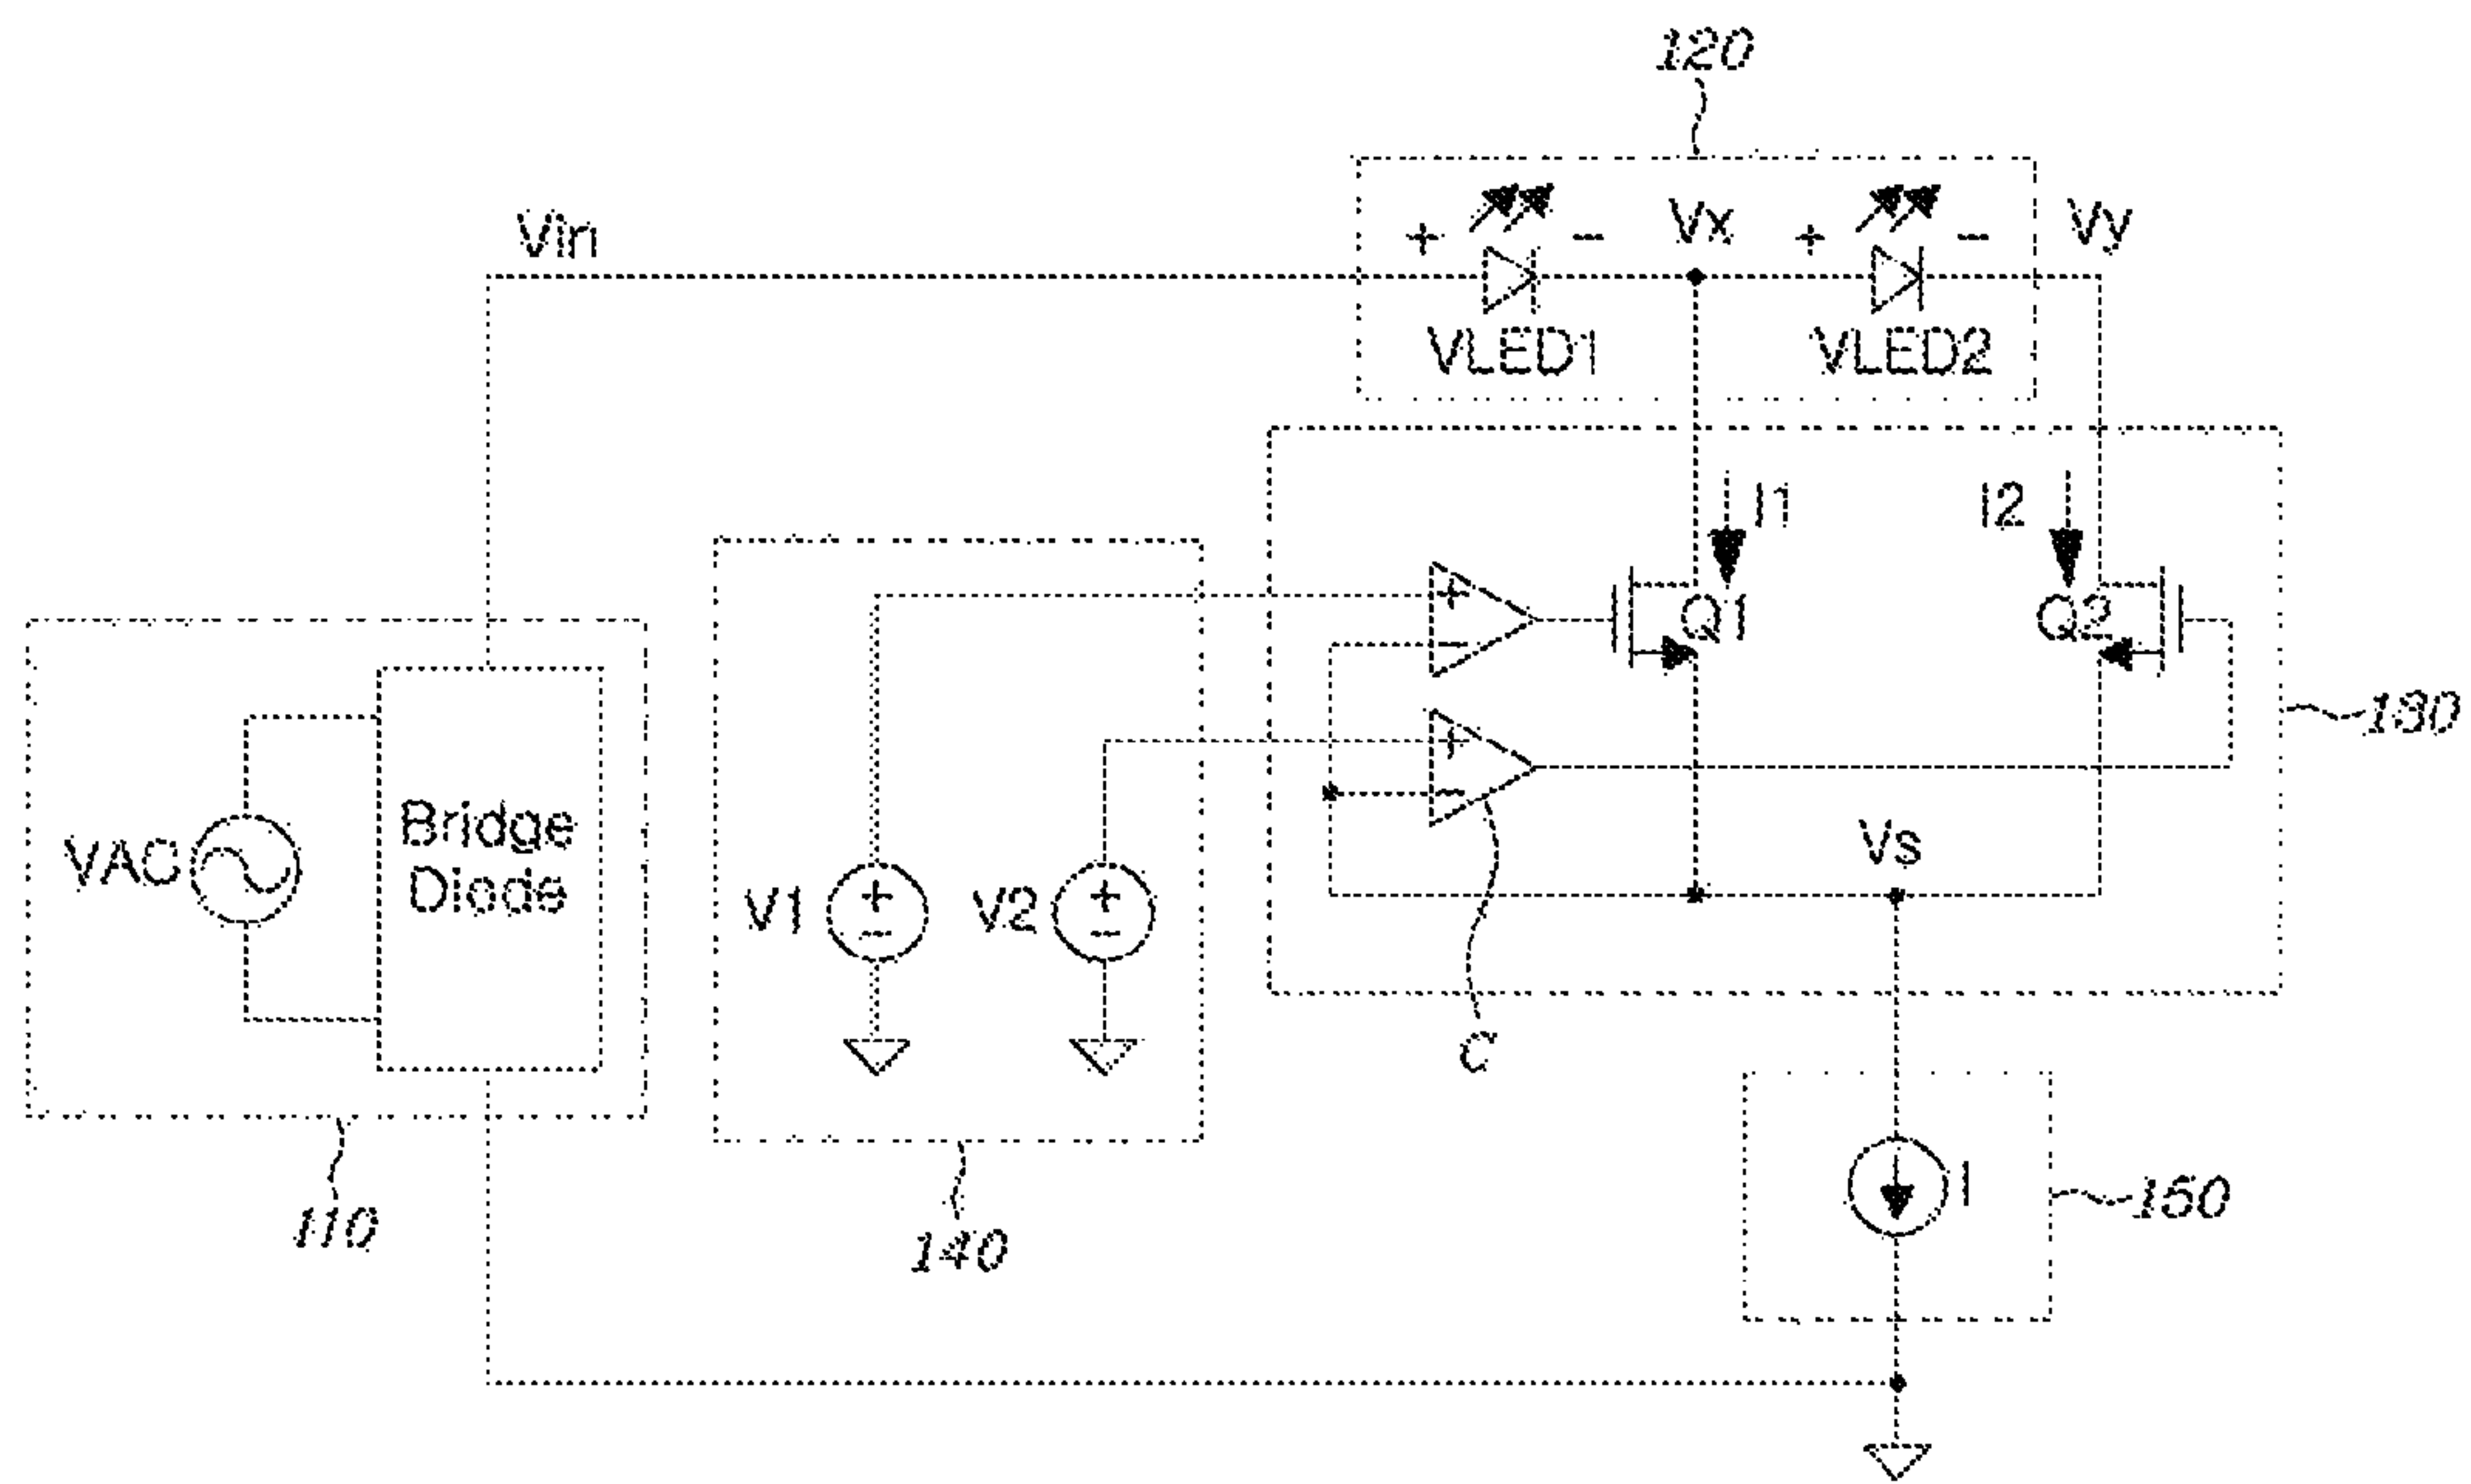 120
Vin
+ - Vx + - Vy
VLED1 VLED2
I1 I2
+
Q1 Q2
-
130
+
-
Bridge
Diode
VAC
Vs
V1 + -
V2 + -
C
I
150
110
140